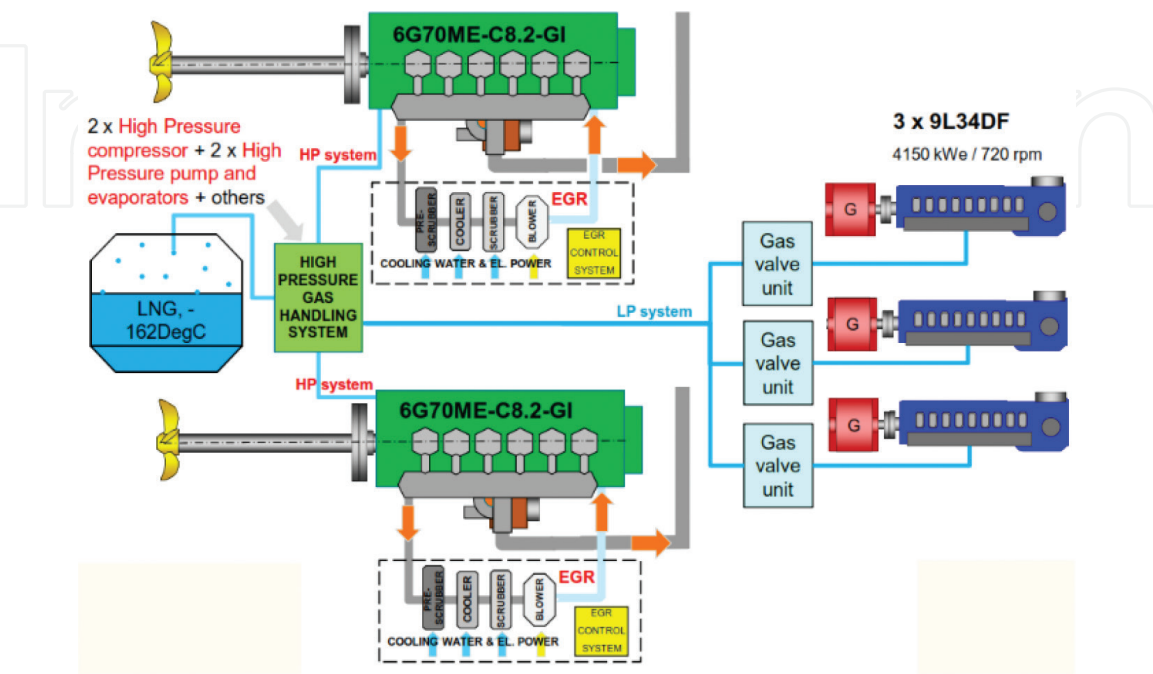 6G70ME-C8.2-GI
2 x High Pressure
compressor + 2 x High
Pressure pump and
evaporators + others
HP system
EGR
PRE-
SCRUBBER
COOLER
SCRUBBER
BLOWER
EGR
CONTROL
SYSTEM
COOLING WATER & EL. POWER
LNG, -
162DegC
HIGH
PRESSURE
GAS
HANDLING
SYSTEM
LP system
HP system
6G70ME-C8.2-GI
EGR
PRE-
SCRUBBER
COOLER
SCRUBBER
BLOWER
EGR
CONTROL
SYSTEM
COOLING WATER & EL. POWER
3 x 9L34DF
4150 kWe / 720 rpm
G
Gas
valve
unit
G
Gas
valve
unit
G
Gas
valve
unit